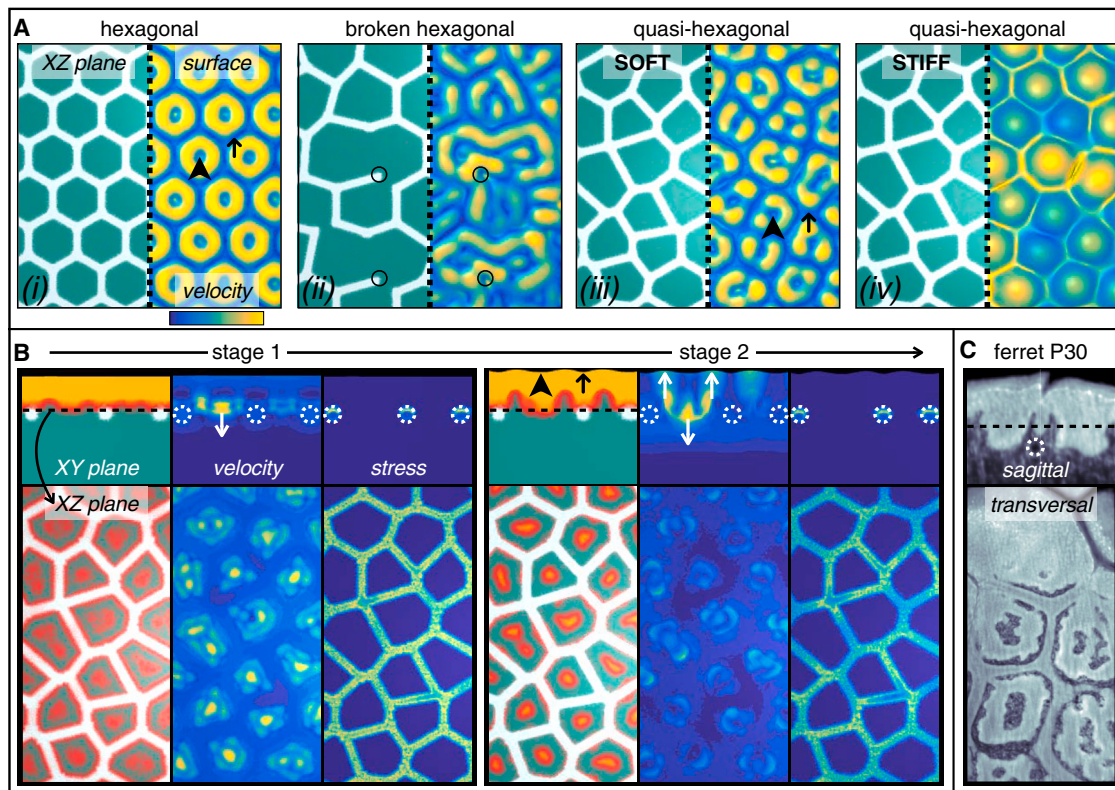 A
hexagonal
broken hexagonal
quasi-hexagonal
quasi-hexagonal
XZ plane
surface
SOFT
STIFF
(i)
velocity
(ii)
(iii)
(iv)
B
stage 1
stage 2
C
ferret P30
XY plane
velocity
stress
sagittal
XZ plane
transversal